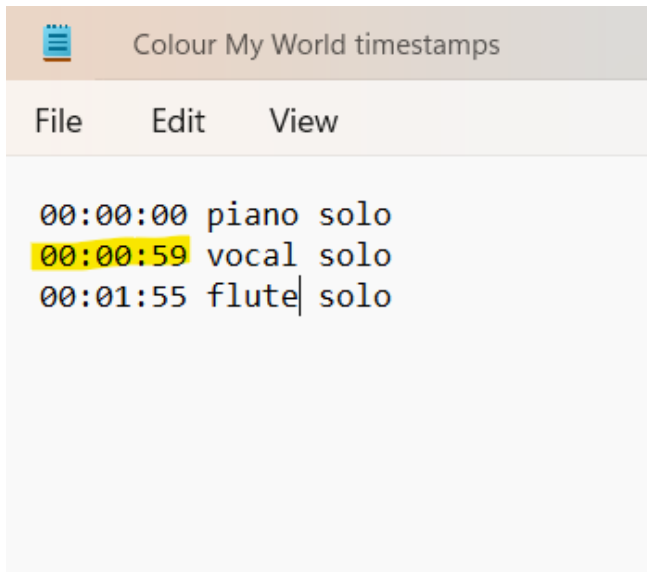 Colour My World timestamps
File Edit View
00:00:00 piano solo
00:00:59 vocal solo
00:01:55 flute solo